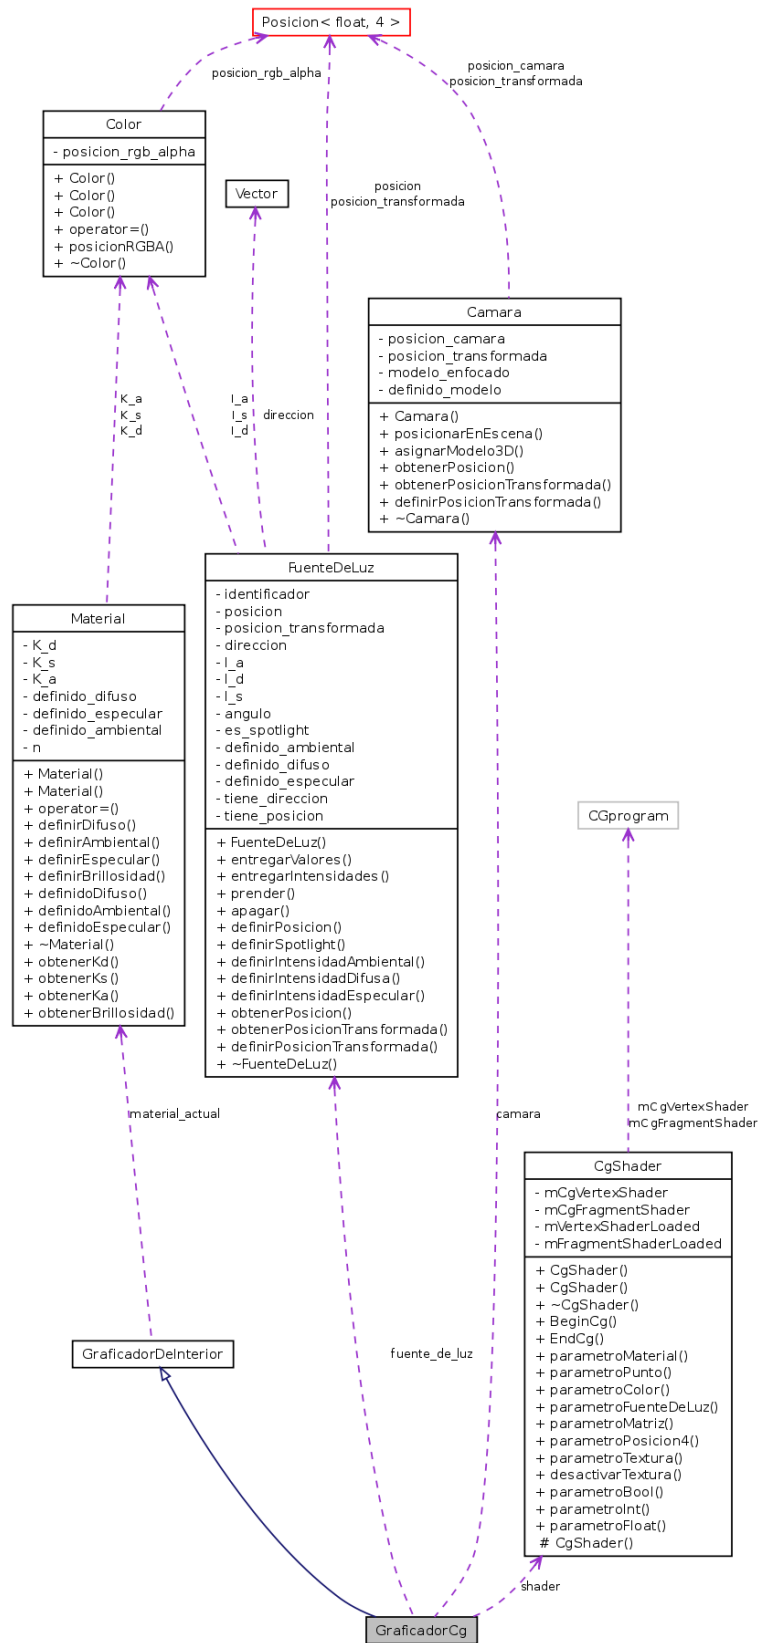 Posicion< float, 4 >
posicion_camara
posicion_transformada
posicion_rgb_alpha
Color
- posicion_rgb_alpha
+ Color()
+ Color()
+ Color()
+ operator=()
+ posicionRGBA()
+ ~Color()
Vector
posicion
posicion_transformada
Camara
- posicion_camara
- posicion_transformada
- modelo_enfocado
- definido_modelo
+ Camara()
+ posicionarEnEscena()
+ asignarModelo3D()
+ obtenerPosicion()
+ obtenerPosicionTransformada()
+ definirPosicionTransformada()
+ ~Camara()
K_a
K_s
K_d
I_a
I_s
I_d
direccion
FuenteDeLuz
- identificador
- posicion
- posicion_transformada
- direccion
- I_a
- I_d
- I_s
- angulo
- es_spotlight
- definido_ambiental
- definido_difuso
- definido_especular
- tiene_direccion
- tiene_posicion
+ FuenteDeLuz()
+ entregarValores()
+ entregarIntensidades()
+ prender()
+ apagar()
+ definirPosicion()
+ definirSpotlight()
+ definirIntensidadAmbiental()
+ definirIntensidadDifusa()
+ definirIntensidadEspecular()
+ obtenerPosicion()
+ obtenerPosicionTransformada()
+ definirPosicionTransformada()
+ ~FuenteDeLuz()
Material
- K_d
- K_s
- K_a
- definido_difuso
- definido_especular
- definido_ambiental
- n
+ Material()
+ Material()
+ operator=()
+ definirDifuso()
+ definirAmbiental()
+ definirEspecular()
+ definirBrillosidad()
+ definidoDifuso()
+ definidoAmbiental()
+ definidoEspecular()
+ ~Material()
+ obtenerKd()
+ obtenerKs()
+ obtenerKa()
+ obtenerBrillosidad()
CGprogram
material_actual
camara
mCgVertexShader
mCgFragmentShader
CgShader
- mCgVertexShader
- mCgFragmentShader
- mVertexShaderLoaded
- mFragmentShaderLoaded
+ CgShader()
+ CgShader()
+ ~CgShader()
+ BeginCg()
+ EndCg()
+ parametroMaterial()
+ parametroPunto()
+ parametroColor()
+ parametroFuenteDeLuz()
+ parametroMatriz()
+ parametroPosicion4()
+ parametroTextura()
+ desactivarTextura()
+ parametroBool()
+ parametroInt()
+ parametroFloat()
# CgShader()
GraficadorDeInterior
fuente_de_luz
shader
GraficadorCg